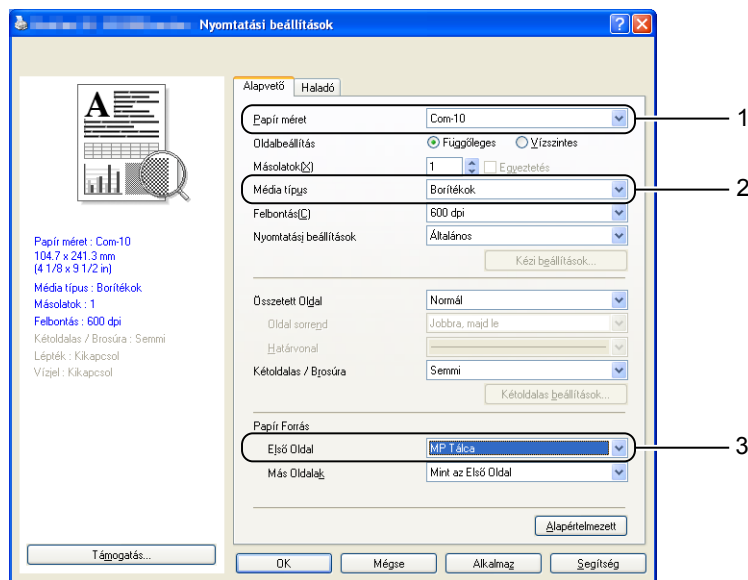 Nyomtatási beállítások
Alapvető Haladó
Papír méret Com-10 1
Oldalbeállítás Függőleges Vízszintes
Másolatok(X) 1 Egyeztetés
Média típus Borítékok 2
Felbontás(C) 600 dpi
Nyomtatási beállítások Általános
Kézi beállítások...
Összetett Oldal Normál
Oldal sorrend Jobbra, majd le
Határvonal
Kétoldalas / Brosúra Semmi
Kétoldalas beállítások...
Papír Forrás
Első Oldal MP Tálca 3
Más Oldalak Mint az Első Oldal
Alapértelmezett
A
Papír méret : Com-10
104.7 x 241.3 mm
(4 1/8 x 9 1/2 in)
Média típus : Borítékok
Másolatok : 1
Felbontás : 600 dpi
Kétoldalas / Brosúra : Semmi
Lépték : Kikapcsol
Vízjel : Kikapcsol
Támogatás...
OK Mégse Alkalmaz Segítség